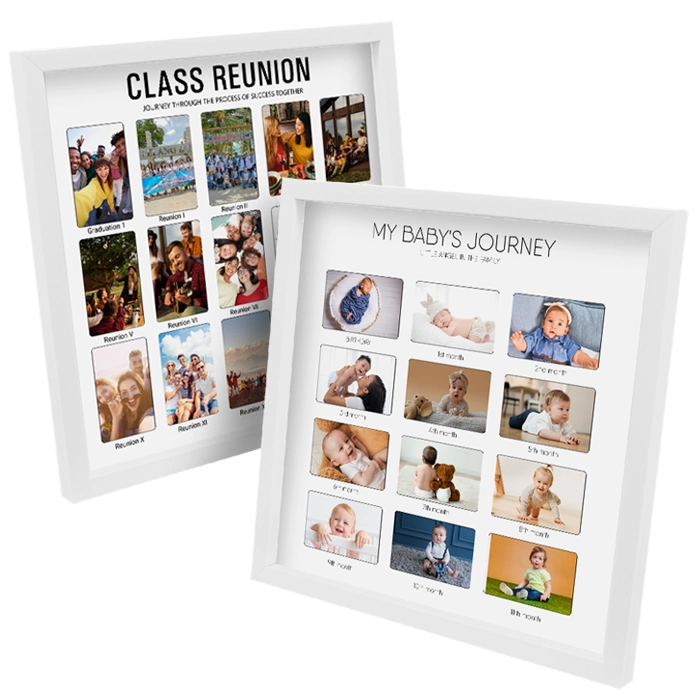 CLASS REUNION
JOURNEY THROUGH THE PROCESS OF SUCCESS TOGETHER
Graduation 1
Reunion I
Reunion II
Reunion V
Reunion VI
Reunion VII
Reunion X
Reunion XI
Reunion
MY BABY'S JOURNEY
LITTLE ANGEL IN THE FAMILY
1st month
2nd month
3rd month
4th month
5th month
6th month
7th month
8th month
9th month
10th month
11th month